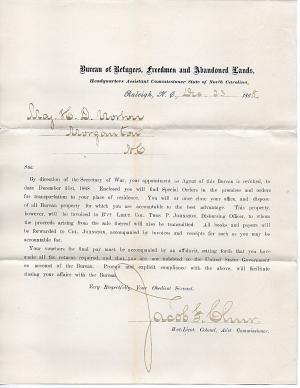 Bureau of Refugees, Freedmen and Abandoned Lands,
Headquarters Assistant Commissioner State of North Carolina,
Raleigh, N. C., Dec. 23 1868
Maj. H. D. Norton
Morganton
N.C.
Sir:
By direction of the Secretary of War, your appointment as Agent of this Bureau is revoked, to
date December 31st, 1868. Enclosed you will find Special Orders in the premises and orders
for transportation to your place of residence. You will at once close your office, and dispose
of all Bureau property for which you are accountable to the best advantage. This property,
however, will be invoiced to B'vt Lieut Col. Thos P. Johnston, Disbursing Officer, to whom
the proceeds arising from the sale thereof will also be transmitted. All books and papers
will be forwarded to Col. Johnston, accompanied by invoices and receipts for such as you may be
accountable for.
Your vouchers for final pay must be accompanied by an affidavit, setting forth that you have
made all the returns required, and that you are not indebted to the United States Government
on account of the Bureau. Prompt and explicit compliance with the above, will facilitate
closing your affairs with the Bureau.
Very Respectfully, Your Obedient Servant,
Jacob F. Chur
Bvt. Lieut. Colonel, Ass't Commissioner.